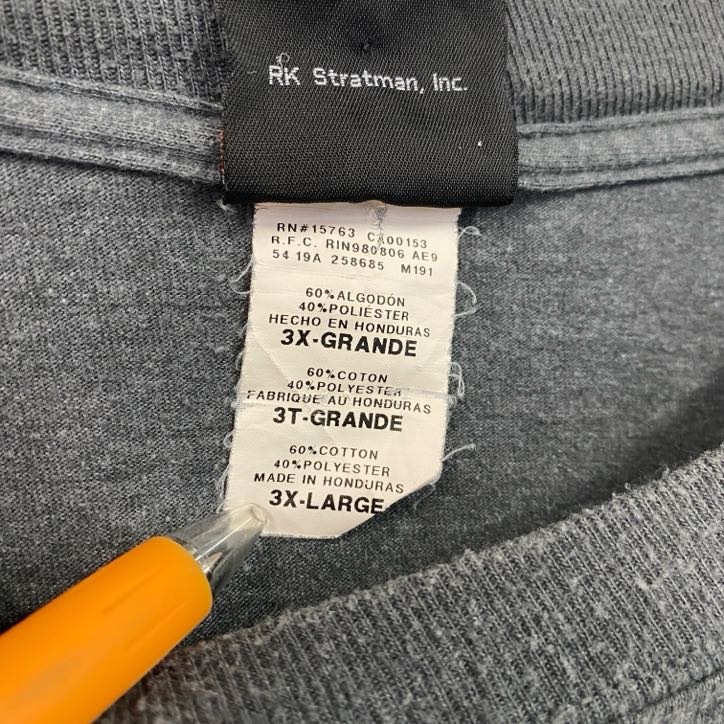 RK Stratman, Inc.
RN#15763 CA00153
R.F.C. RIN980806 AE9
54 19A 258685 M191
60%ALGODÓN
40%POLIESTER
HECHO EN HONDURAS
3X-GRANDE
60%COTON
40%POLYESTER
FABRIQUE AU HONDURAS
3T-GRANDE
60%COTTON
40%POLYESTER
MADE IN HONDURAS
3X-LARGE